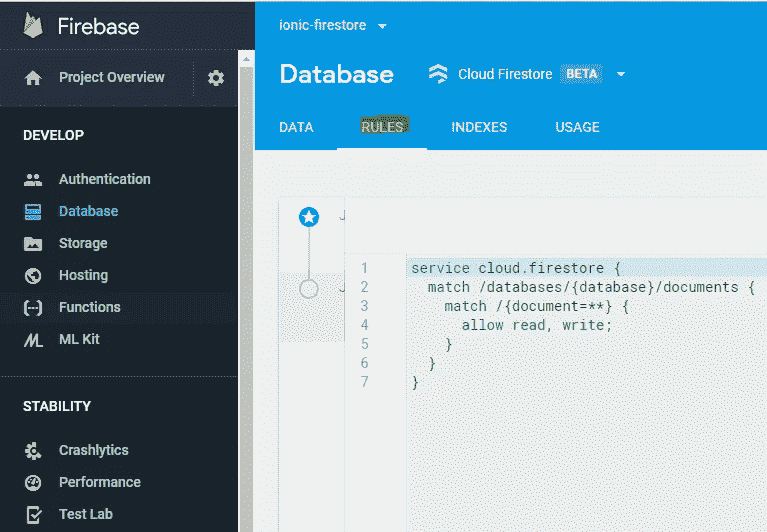 Firebase
Project Overview
DEVELOP
Authentication
Database
Storage
Hosting
Functions
ML Kit
STABILITY
Crashlytics
Performance
Test Lab
ionic-firestore
Database Cloud Firestore BETA
DATA RULES INDEXES USAGE
J
J
1 service cloud.firestore {
2 match /databases/{database}/documents {
3 match /{document=**} {
4 allow read, write;
5 }
6 }
7 }